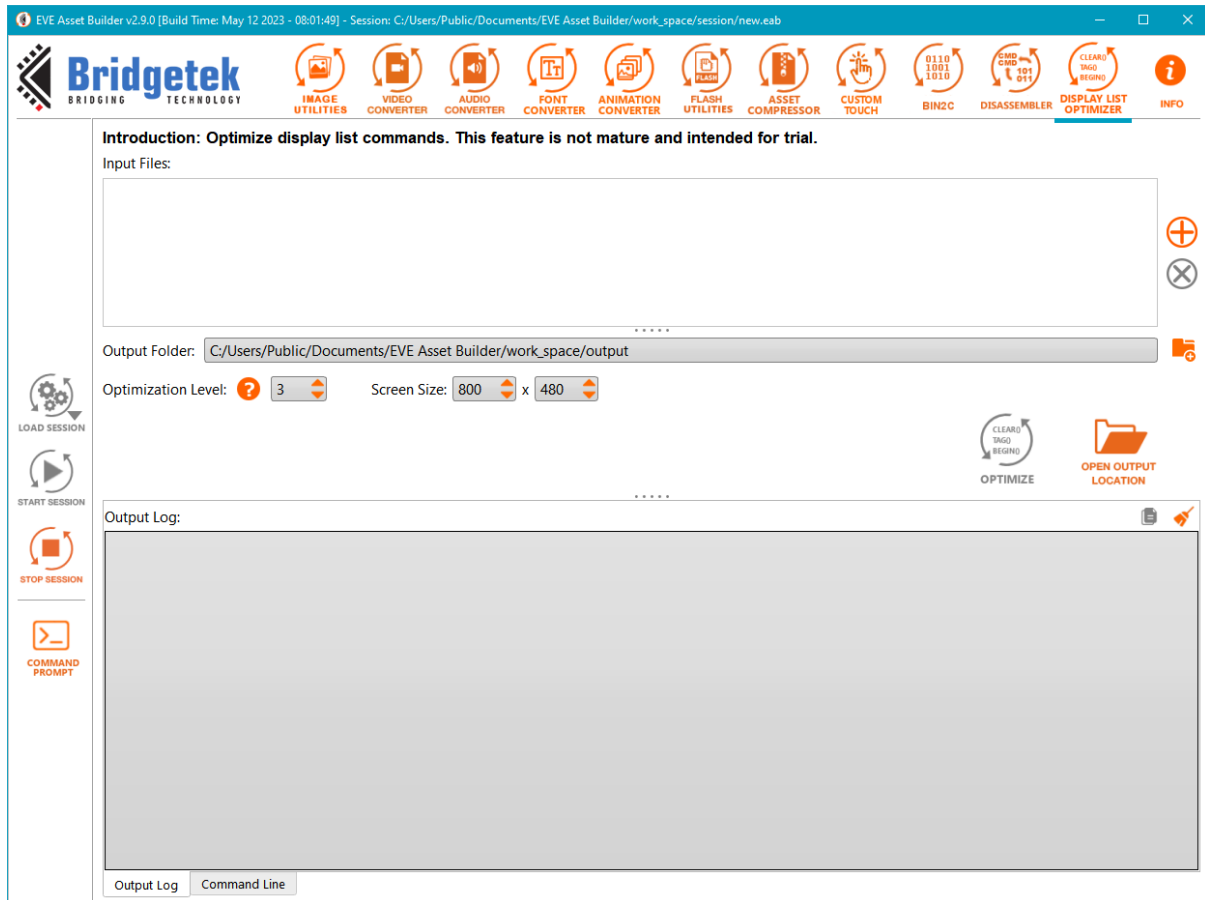 EVE Asset Builder v2.9.0 [Build Time: May 12 2023 - 08:01:49] - Session: C:/Users/Public/Documents/EVE Asset Builder/work_space/session/new.eab
Bridgetek
BRIDGING TECHNOLOGY
IMAGE
UTILITIES
VIDEO
CONVERTER
AUDIO
CONVERTER
TT
FONT
CONVERTER
ANIMATION
CONVERTER
FLASH
FLASH
UTILITIES
ASSET
COMPRESSOR
CUSTOM
TOUCH
0110
1001
1010
BIN2C
CMD
CMD
101
011
DISASSEMBLER
CLEAR()
TAG()
BEGIN()
DISPLAY LIST
OPTIMIZER
i
INFO
Introduction: Optimize display list commands. This feature is not mature and intended for trial.
Input Files:
Output Folder: C:/Users/Public/Documents/EVE Asset Builder/work_space/output
Optimization Level: ? 3 Screen Size: 800 x 480
CLEAR()
TAG()
BEGIN()
OPTIMIZE
OPEN OUTPUT
LOCATION
LOAD SESSION
START SESSION
STOP SESSION
COMMAND
PROMPT
Output Log:
Output Log Command Line